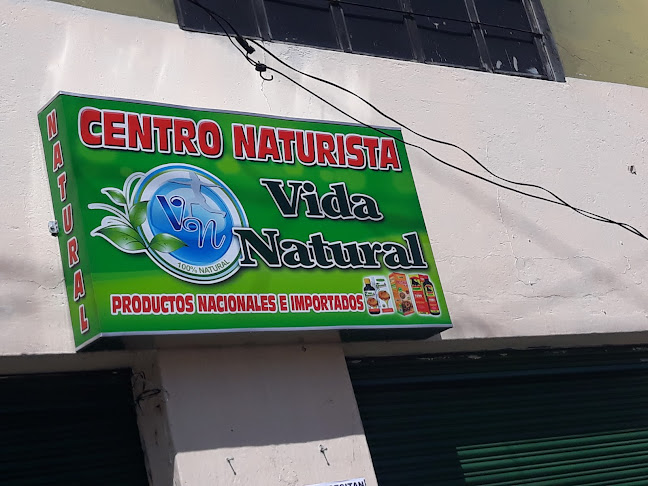 NATURAL
CENTRO NATURISTA
Vida
Natural
VN
100% NATURAL
PRODUCTOS NACIONALES E IMPORTADOS